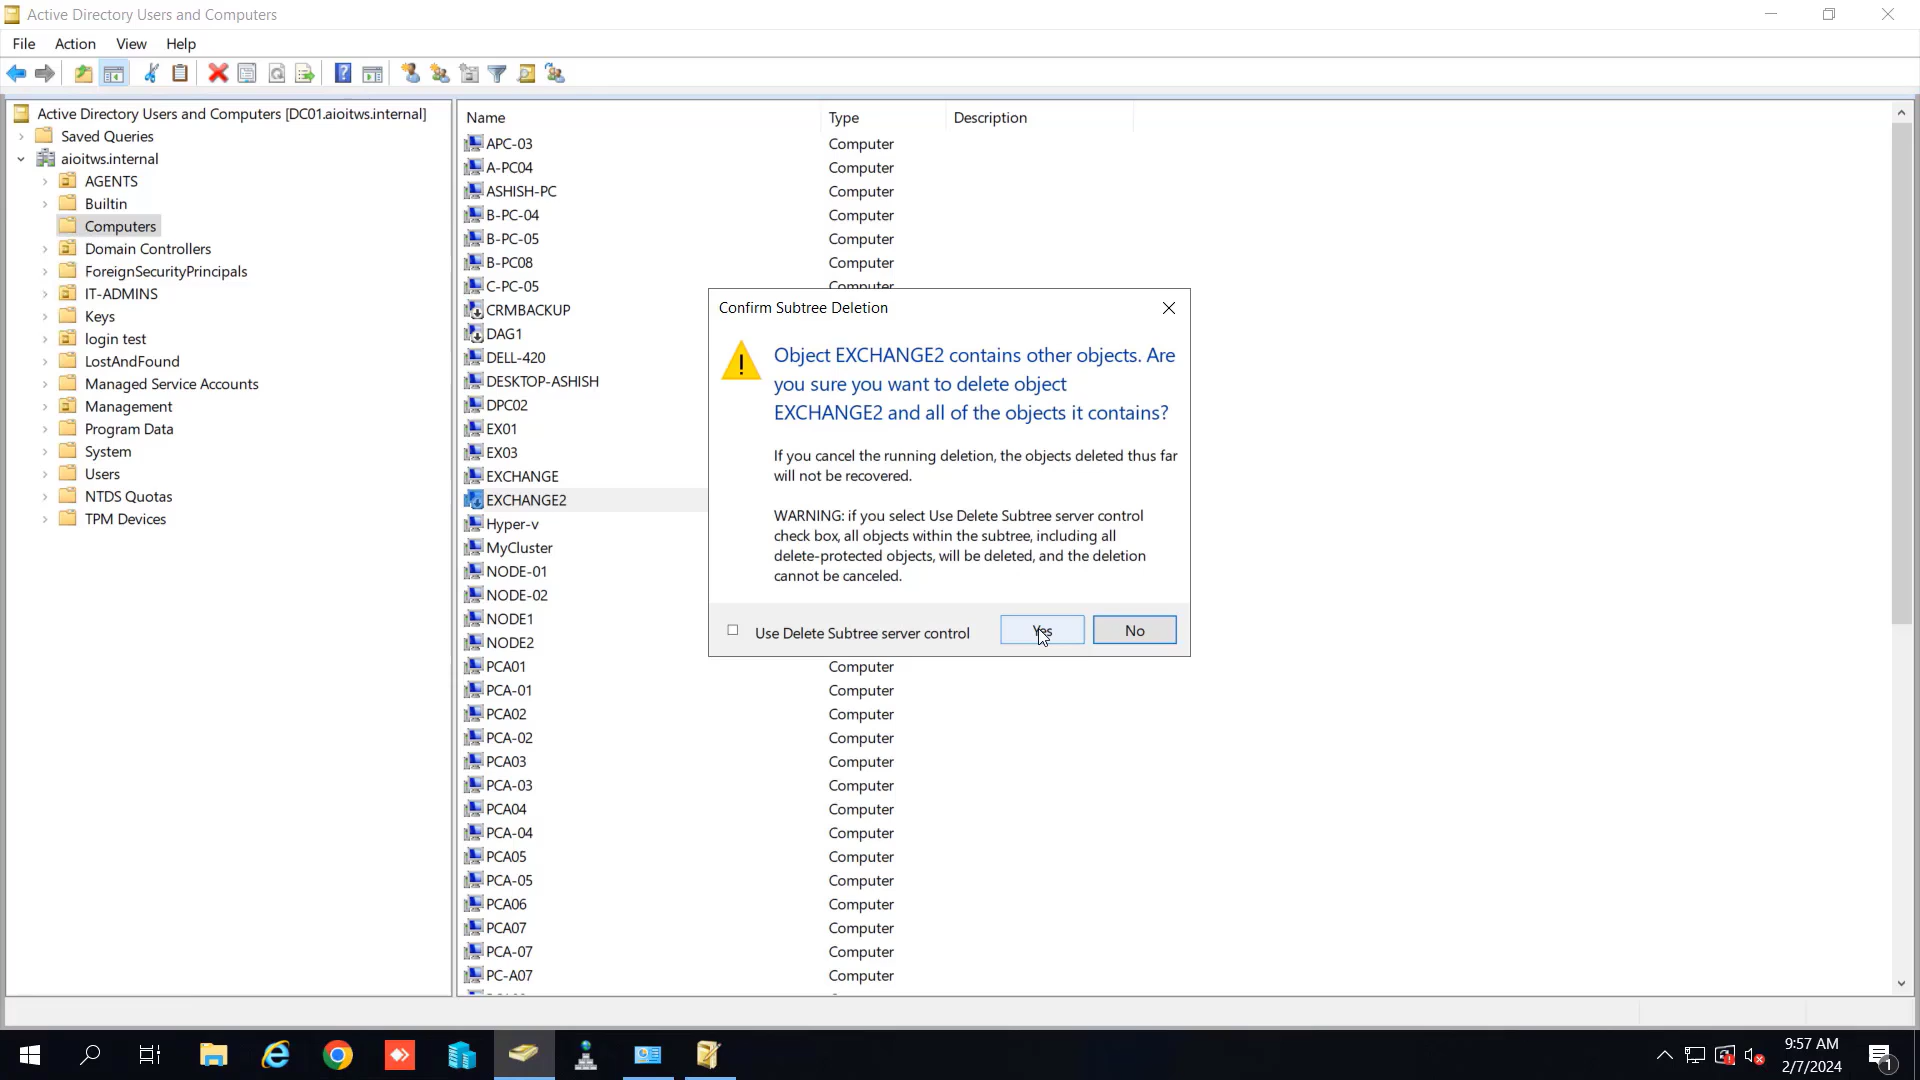 Active Directory Users and Computers
File Action View Help
Active Directory Users and Computers [DC01.aioitws.internal]
Saved Queries
aioitws.internal
AGENTS
Builtin
Computers
Domain Controllers
ForeignSecurityPrincipals
IT-ADMINS
Keys
login test
LostAndFound
Managed Service Accounts
Management
Program Data
System
Users
NTDS Quotas
TPM Devices
Name Type Description
APC-03 Computer
A-PC04 Computer
ASHISH-PC Computer
B-PC-04 Computer
B-PC-05 Computer
B-PC08 Computer
C-PC-05 Computer
CRMBACKUP
DAG1
DELL-420
DESKTOP-ASHISH
DPC02
EX01
EX03
EXCHANGE
EXCHANGE2
Hyper-v
MyCluster
NODE-01
NODE-02
NODE1
NODE2
PCA01 Computer
PCA-01 Computer
PCA02 Computer
PCA-02 Computer
PCA03 Computer
PCA-03 Computer
PCA04 Computer
PCA-04 Computer
PCA05 Computer
PCA-05 Computer
PCA06 Computer
PCA07 Computer
PCA-07 Computer
PC-A07 Computer
Confirm Subtree Deletion
Object EXCHANGE2 contains other objects. Are
you sure you want to delete object
EXCHANGE2 and all of the objects it contains?
If you cancel the running deletion, the objects deleted thus far
will not be recovered.
WARNING: if you select Use Delete Subtree server control
check box, all objects within the subtree, including all
delete-protected objects, will be deleted, and the deletion
cannot be canceled.
Use Delete Subtree server control Yes No
9:57 AM
2/7/2024
1